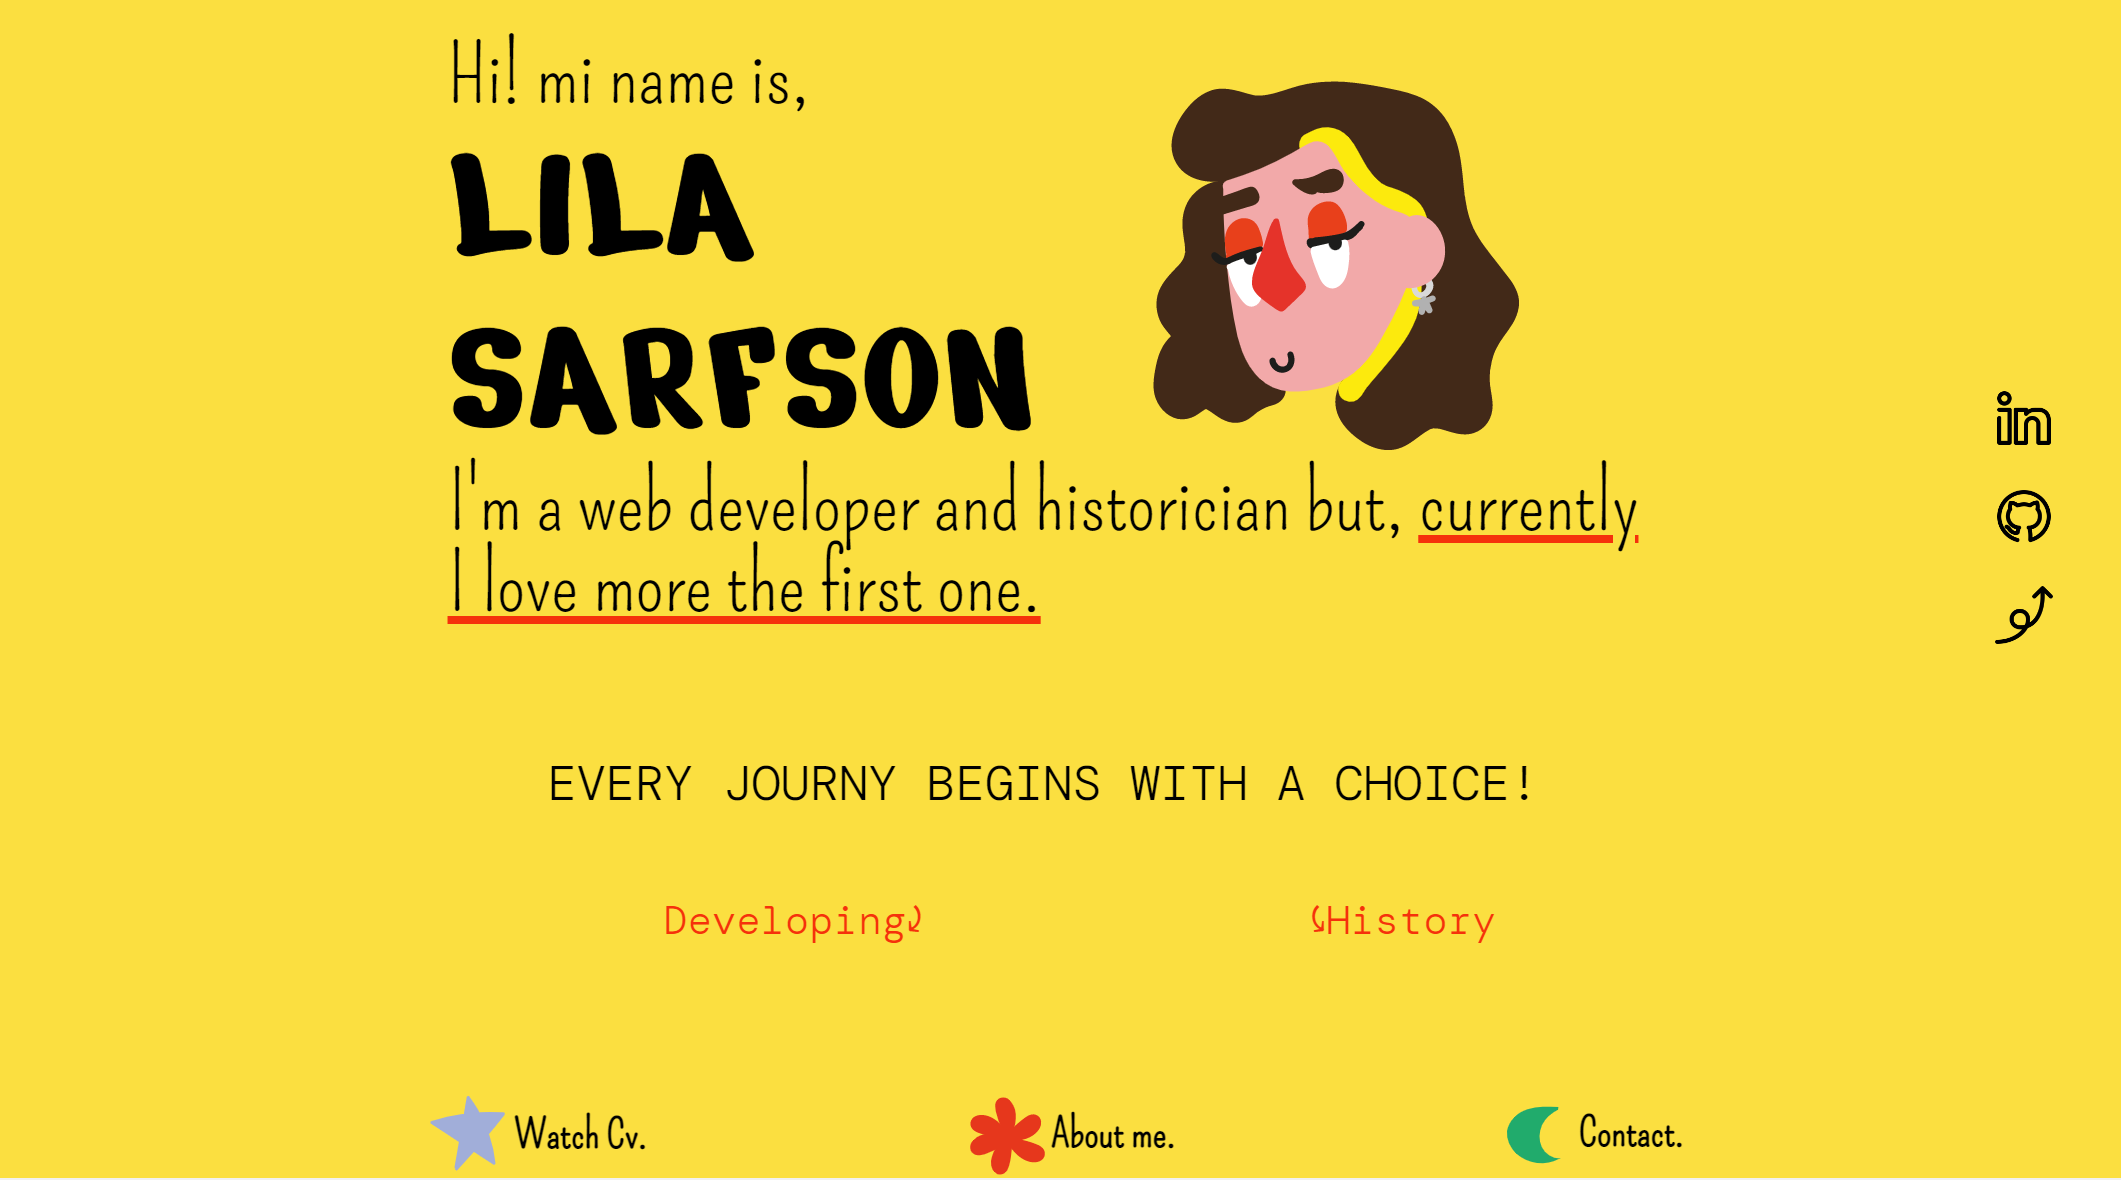 Hi! mi name is,
LILA
SARFSON
I'm a web developer and historician but, currently
I love more the first one.
in
EVERY JOURNY BEGINS WITH A CHOICE!
Developing⤸
⤹History
Watch Cv.
About me.
Contact.